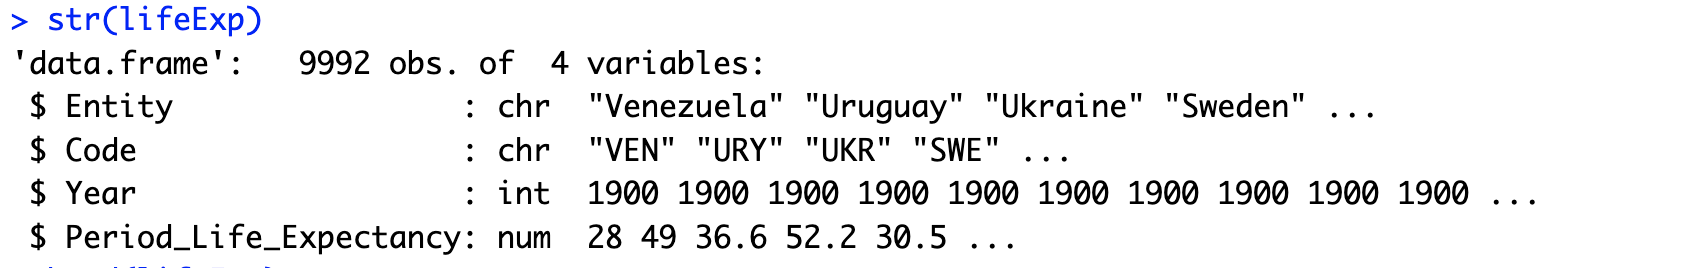 > str(lifeExp)
'data.frame':   9992 obs. of  4 variables:
 $ Entity                : chr  "Venezuela" "Uruguay" "Ukraine" "Sweden" ...
 $ Code                  : chr  "VEN" "URY" "UKR" "SWE" ...
 $ Year                  : int  1900 1900 1900 1900 1900 1900 1900 1900 1900 1900 ...
 $ Period_Life_Expectancy: num  28 49 36.6 52.2 30.5 ...